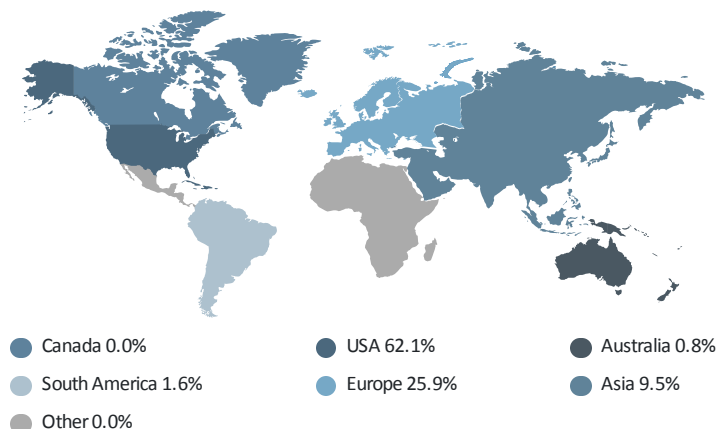 Canada 0.0%
USA 62.1%
Australia 0.8%
South America 1.6%
Europe 25.9%
Asia 9.5%
Other 0.0%